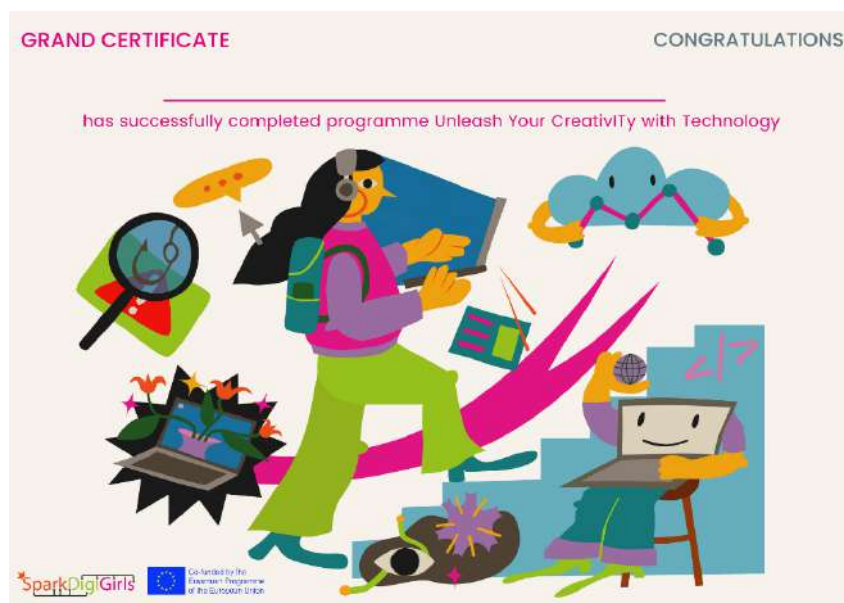 GRAND CERTIFICATE
CONGRATULATIONS
has successfully completed programme Unleash Your CreativITy with Technology
</>
SparkDigiGirls
Co-funded by the
Erasmus+ Programme
of the European Union